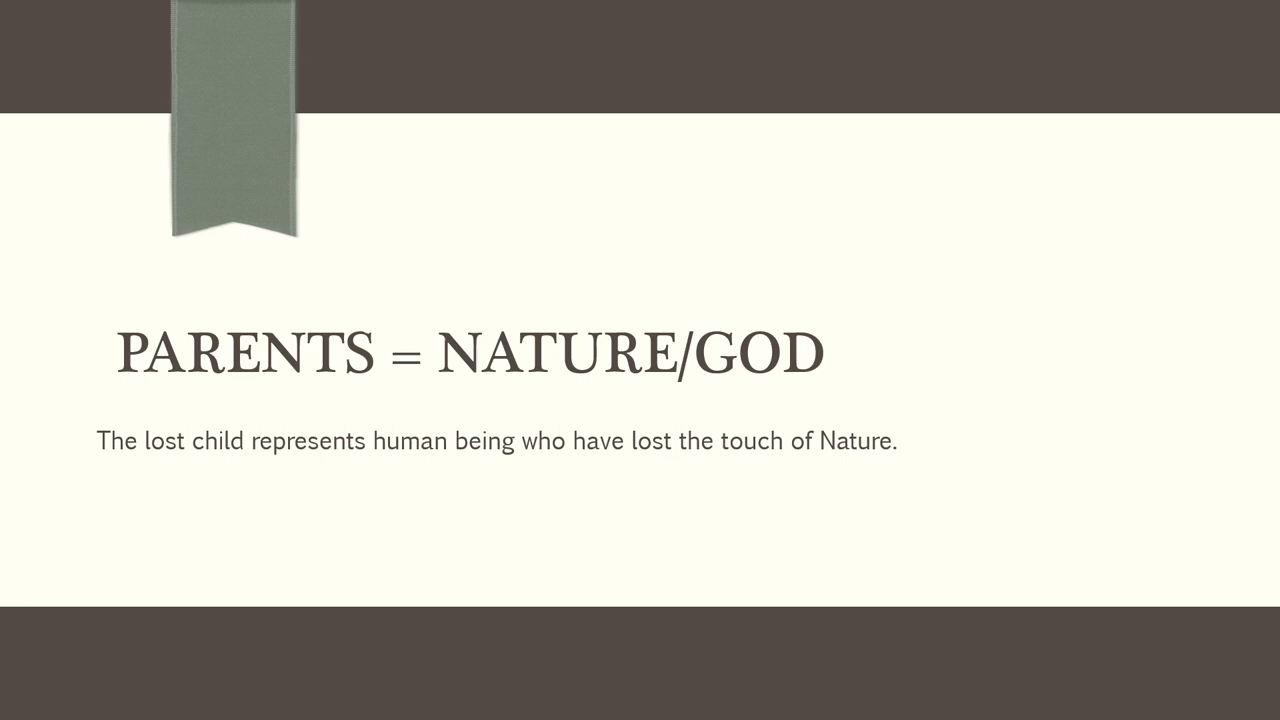 PARENTS = NATURE/GOD
The lost child represents human being who have lost the touch of Nature.